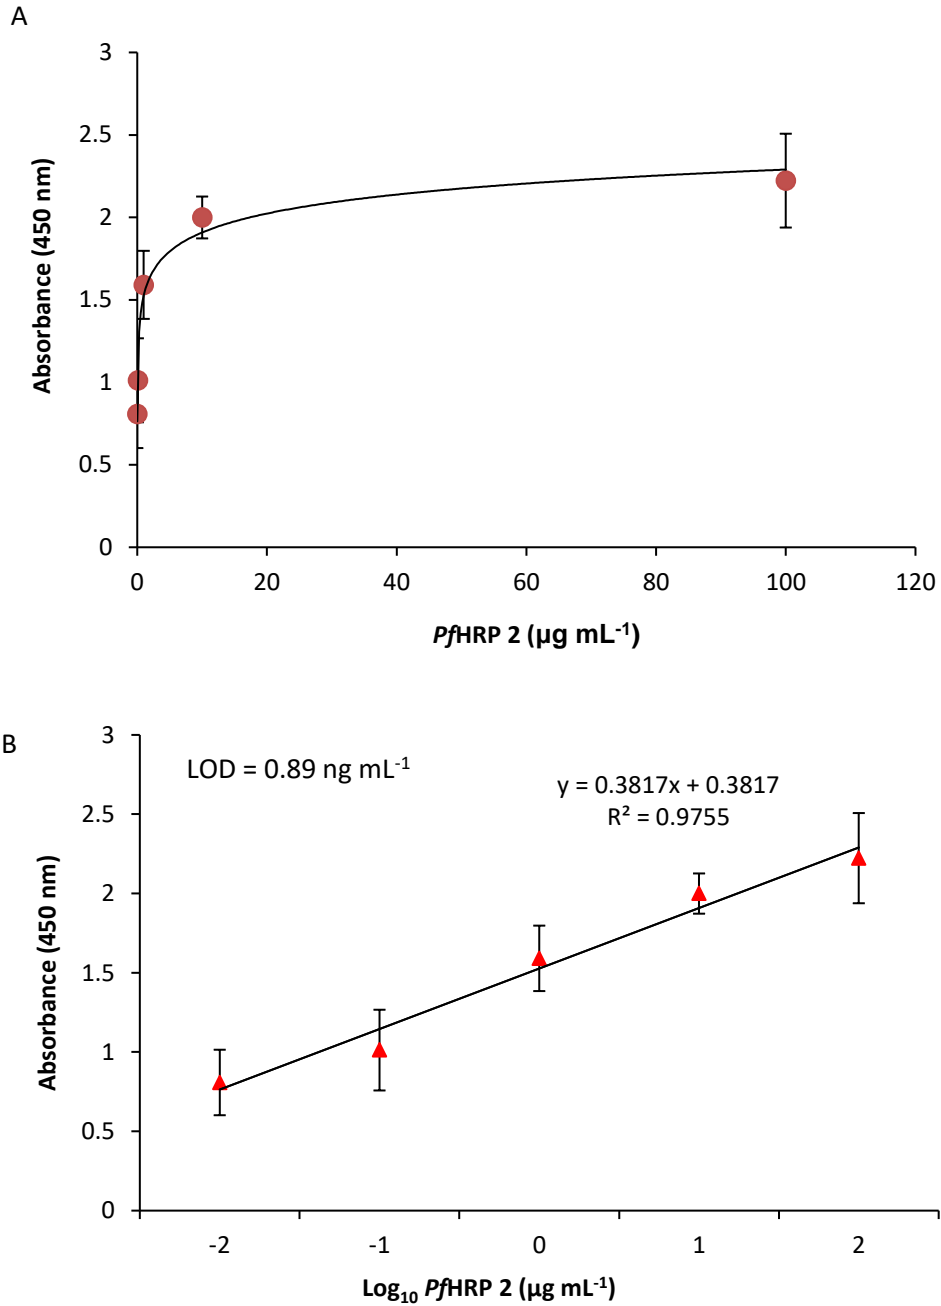 A
3
2.5
2
1.5
1
0.5
0
Absorbance (450 nm)
0 20 40 60 80 100 120
PfHRP 2 (µg mL⁻¹)
B
3
2.5
2
1.5
1
0.5
0
Absorbance (450 nm)
LOD = 0.89 ng mL⁻¹
y = 0.3817x + 0.3817
R² = 0.9755
-2 -1 0 1 2
Log₁₀ PfHRP 2 (µg mL⁻¹)